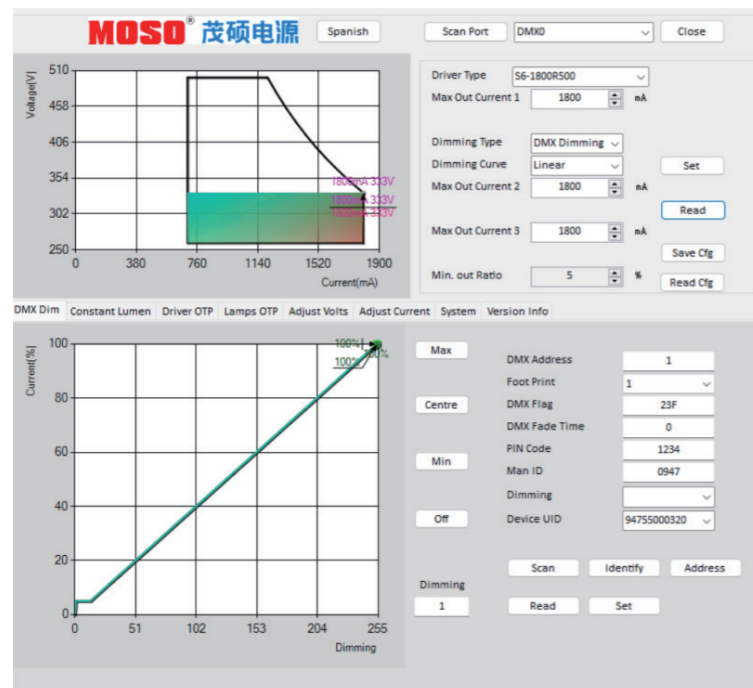 MOSO® 茂硕电源 Spanish Scan Port DMX0 Close
Voltage[V]
510
458
406
354
302
250
0 380 760 1140 1520 1900
Current(mA)
1800mA 333V
1800mA 333V
1800mA 333V
Driver Type S6-1800R500
Max Out Current 1 1800 mA
Dimming Type DMX Dimming
Dimming Curve Linear Set
Max Out Current 2 1800 mA
Read
Max Out Current 3 1800 mA
Save Cfg
Min. out Ratio 5 % Read Cfg
DMX Dim Constant Lumen Driver OTP Lamps OTP Adjust Volts Adjust Current System Version Info
Current[%]
100
80
60
40
20
0
0 51 102 153 204 255
Dimming
100%
100%
100%
Max
Centre
Min
Off
Dimming
1
DMX Address 1
Foot Print 1
DMX Flag 23F
DMX Fade Time 0
PIN Code 1234
Man ID 0947
Dimming
Device UID 94755000320
Scan Identify Address
Read Set